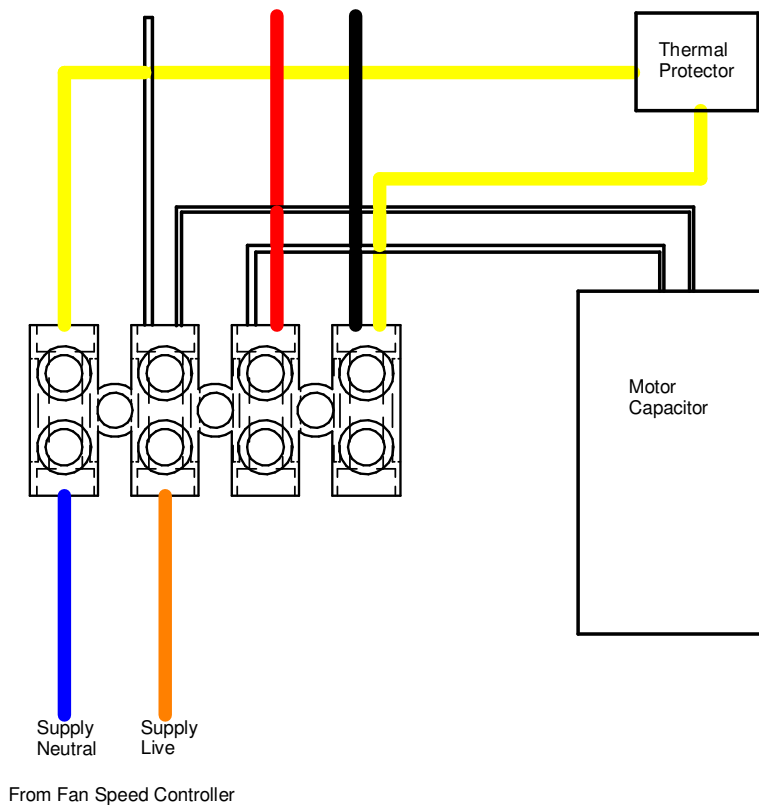 Thermal
Protector
Motor
Capacitor
Supply
Neutral
Supply
Live
From Fan Speed Controller